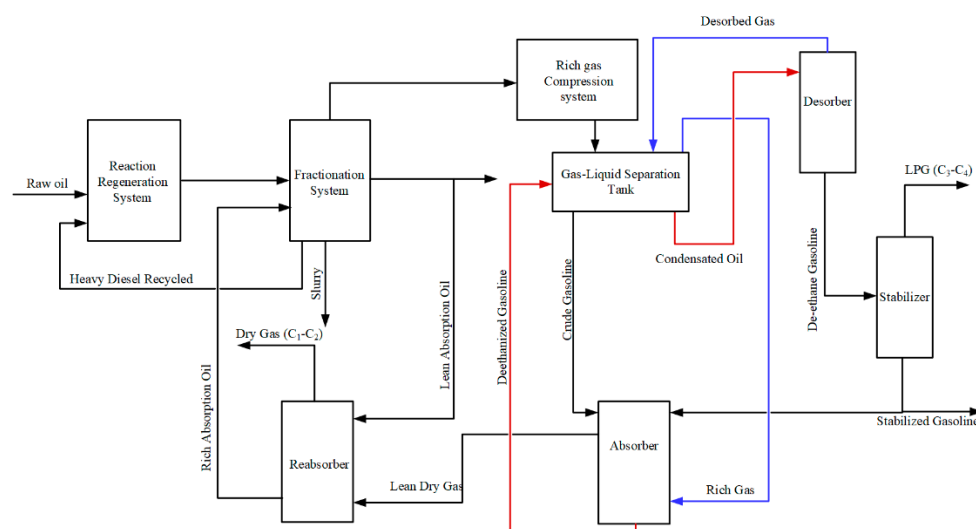 Desorbed Gas
Rich gas
Compression
system
Desorber
Reaction
Regeneration
System
Fractionation
System
Gas-Liquid Separation
Tank
Raw oil
LPG (C₃-C₄)
Heavy Diesel Recycled
Slurry
Condensated Oil
De-ethane Gasoline
Stabilizer
Dry Gas (C₁-C₂)
Lean Absorption Oil
Deethanized Gasoline
Crude Gasoline
Rich Absorption Oil
Stabilized Gasoline
Reabsorber
Absorber
Lean Dry Gas
Rich Gas